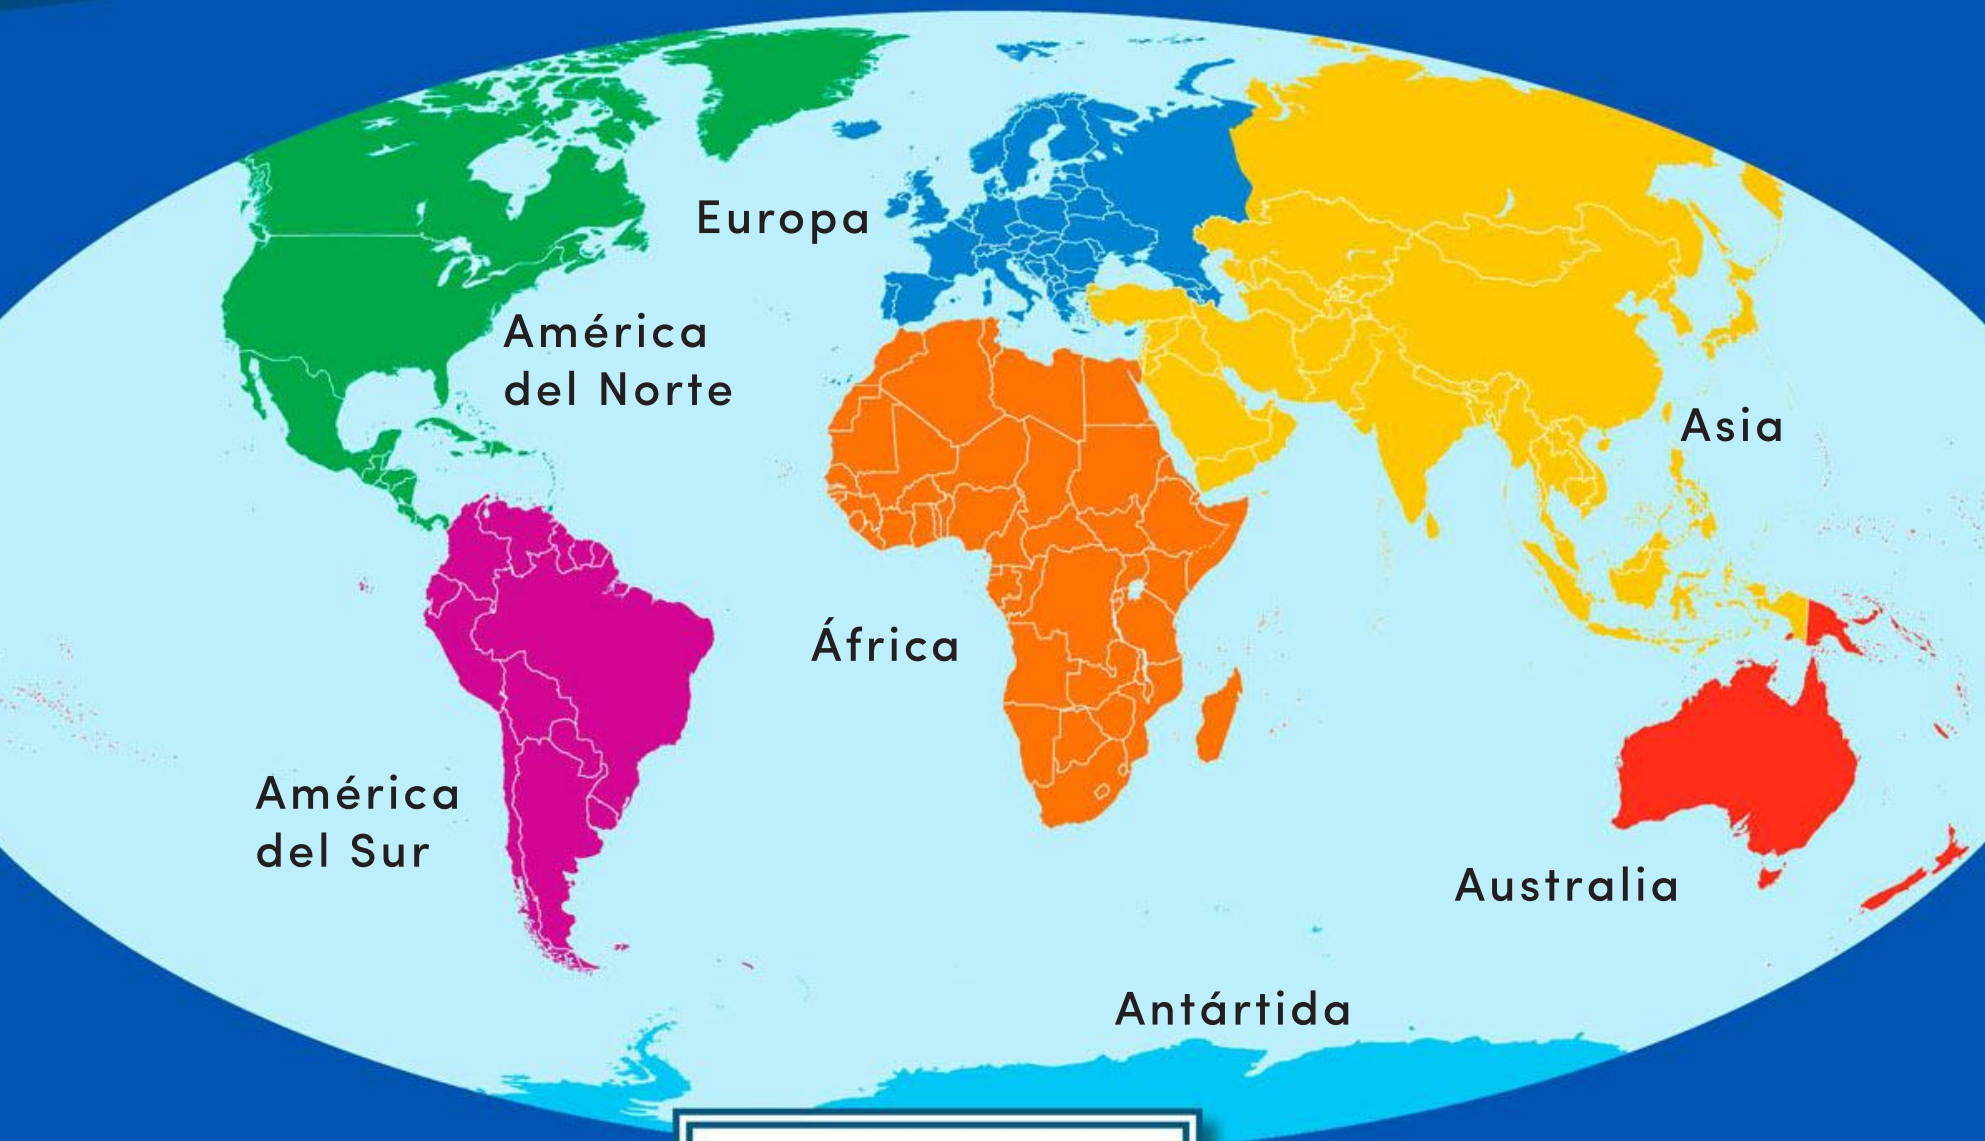 Europa
América
del Norte
Asia
África
América
del Sur
Australia
Antártida